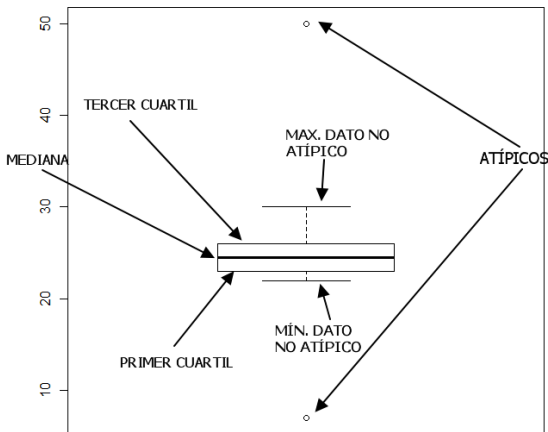 50
TERCER CUARTIL
40
MAX. DATO NO
ATÍPICO
MEDIANA
ATÍPICOS
30
20
MÍN. DATO
NO ATÍPICO
PRIMER CUARTIL
10